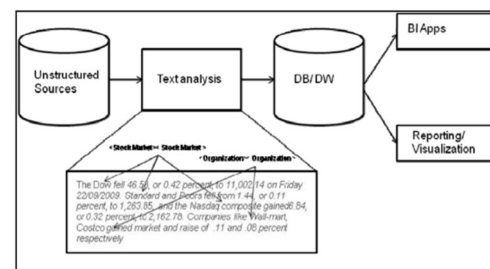 BI Apps
Unstructured
Sources
Text analysis
DB/DW
Reporting/
Visualization
<Stock Market>< Stock Market>
<Organization>< Organization>
The Dow fell 46.58, or 0.42 percent, to 11,002.14 on Friday
22/09/2009. Standard and Poors fell from 1.44, or 0.11
percent, to 1,263.85, and the Nasdaq composite gained6.84,
or 0.32 percent, to 2,162.78. Companies like Wall-mart,
Costco gained market and raise of .11 and .08 percent
respectively